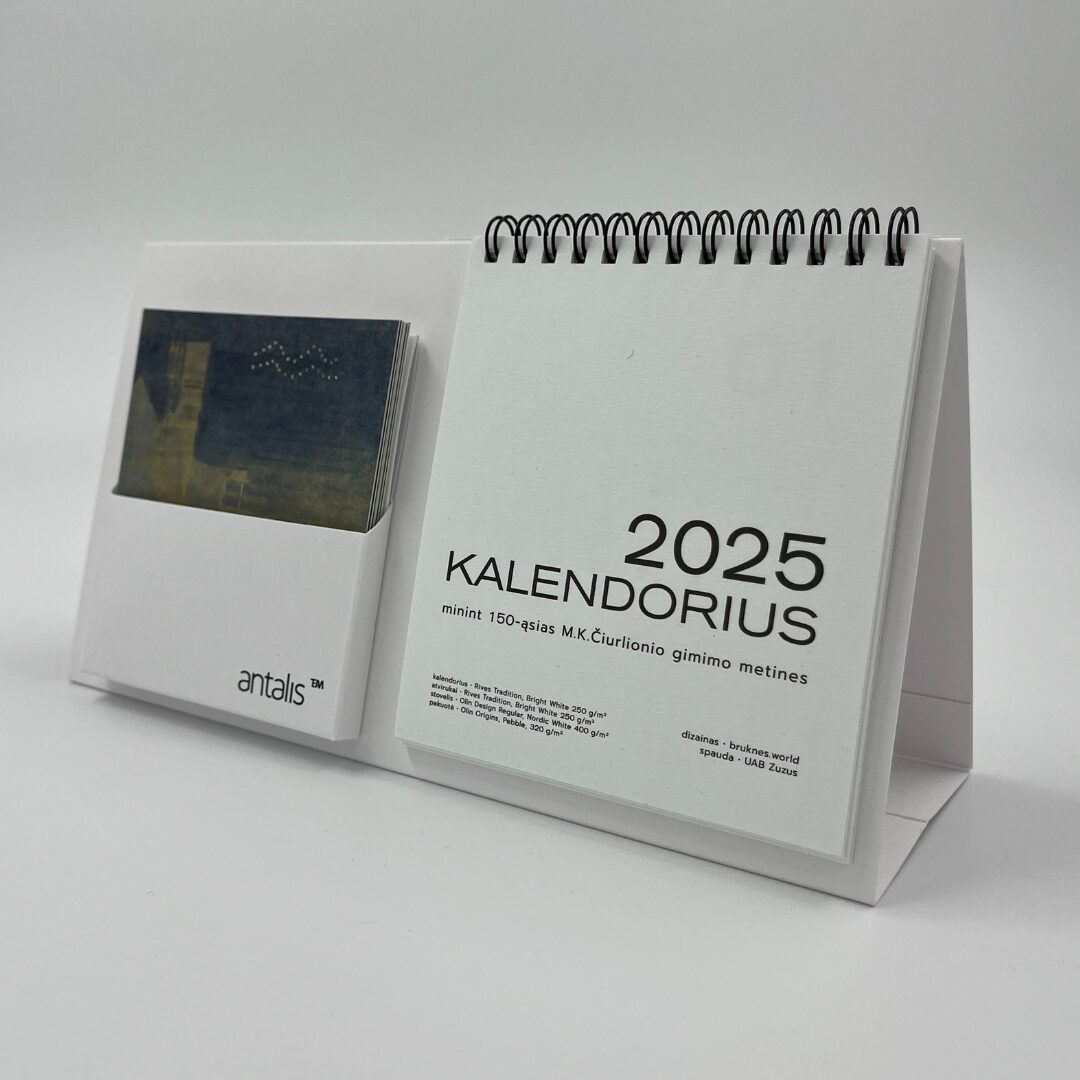 antalis™
2025
KALENDORIUS
minint 150-ąsias M.K.Čiurlionio gimimo metines
kalendorius - Rives Tradition, Bright White 250 g/m²
atvirukai - Rives Tradition, Bright White 250 g/m²
stovelis - Olin Design Regular, Nordic White 400 g/m²
pakuotė - Olin Origins, Pebble, 320 g/m²
dizainas - bruknes.world
spauda - UAB Zuzus